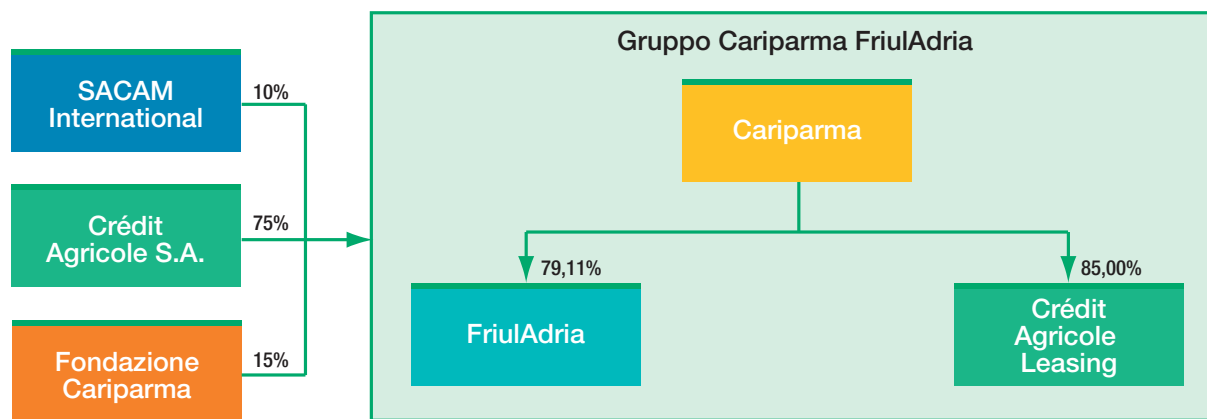 Gruppo Cariparma FriulAdria
SACAM
International
10%
Crédit
Agricole S.A.
75%
Fondazione
Cariparma
15%
Cariparma
79,11%
FriulAdria
85,00%
Crédit
Agricole
Leasing